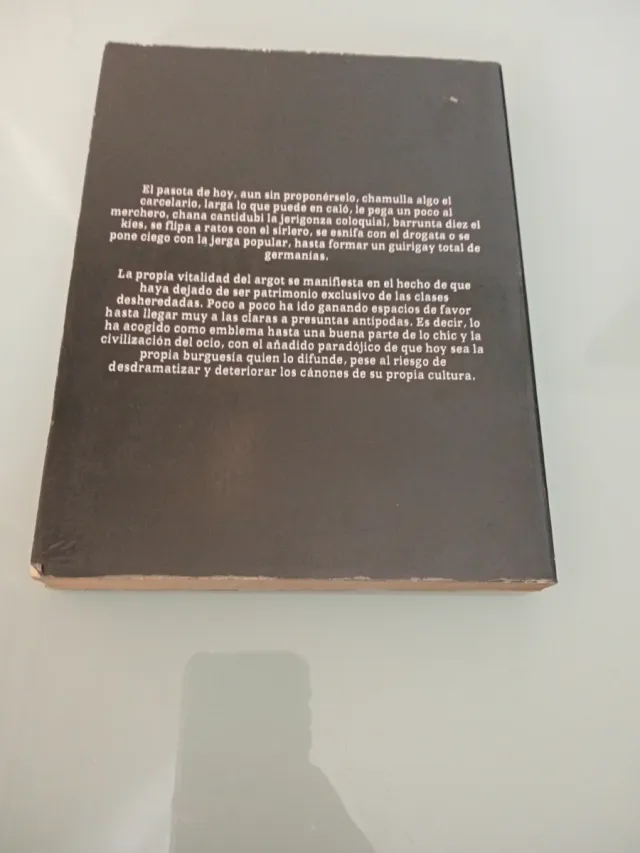 El pasota de hoy, aun sin proponérselo, chamulla algo el
carcelario, larga lo que puede en caló, le pega un poco al
merchero, chana cantidubi la jerigonza coloquial, barrunta diez el
kies, se flipa a ratos con el sirlero, se esnifa con el drogata o se
pone ciego con la jerga popular, hasta formar un guirigay total de
germanías.
La propia vitalidad del argot se manifiesta en el hecho de que
haya dejado de ser patrimonio exclusivo de las clases
desheredadas. Poco a poco ha ido ganando espacios de favor
hasta llegar muy a las claras a presuntas antípodas. Es decir, lo
ha acogido como emblema hasta una buena parte de lo chic y la
civilización del ocio, con el añadido paradójico de que hoy sea la
propia burguesía quien lo difunde, pese al riesgo de
desdramatizar y deteriorar los cánones de su propia cultura.